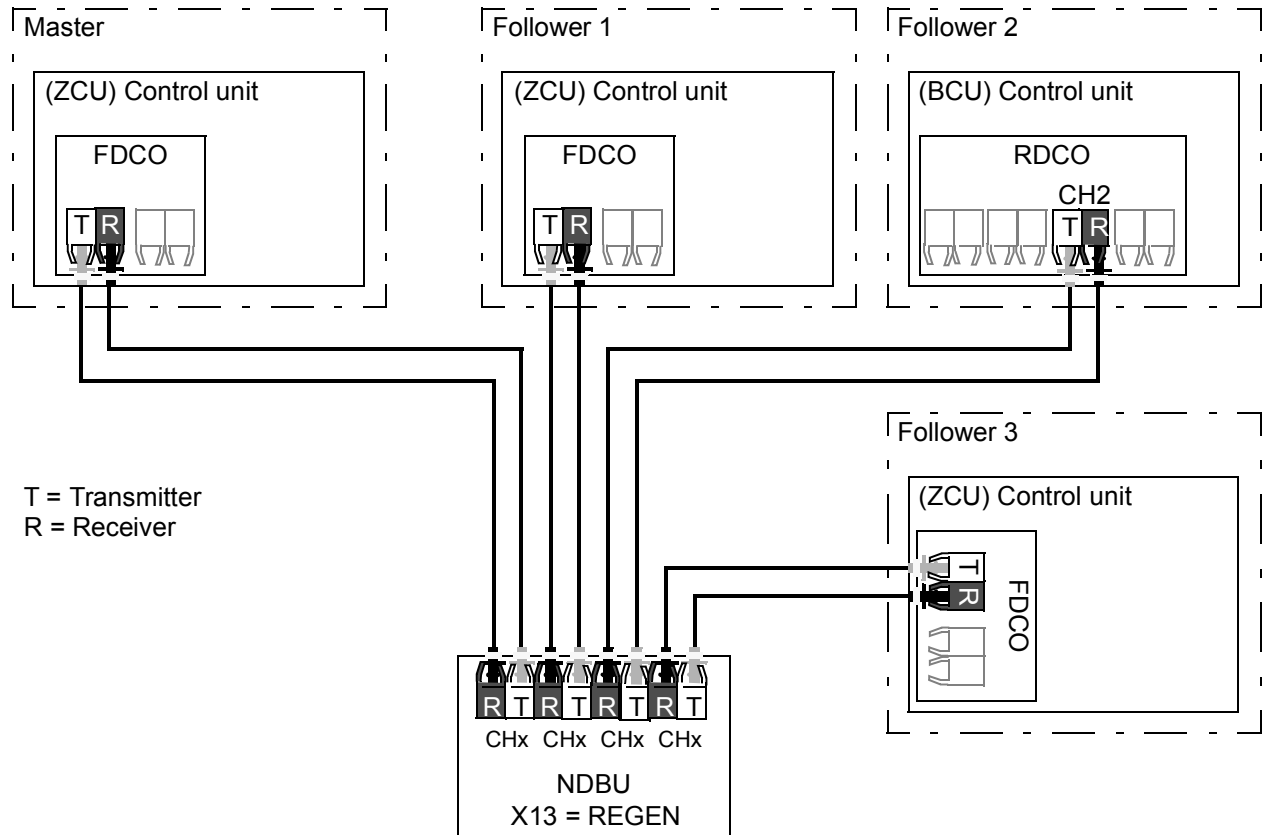 Master
(ZCU) Control unit
FDCO
T R
Follower 1
(ZCU) Control unit
FDCO
T R
Follower 2
(BCU) Control unit
RDCO
CH2
T R
T = Transmitter
R = Receiver
Follower 3
(ZCU) Control unit
T
R
FDCO
R T R T R T R T
CHx CHx CHx CHx
NDBU
X13 = REGEN